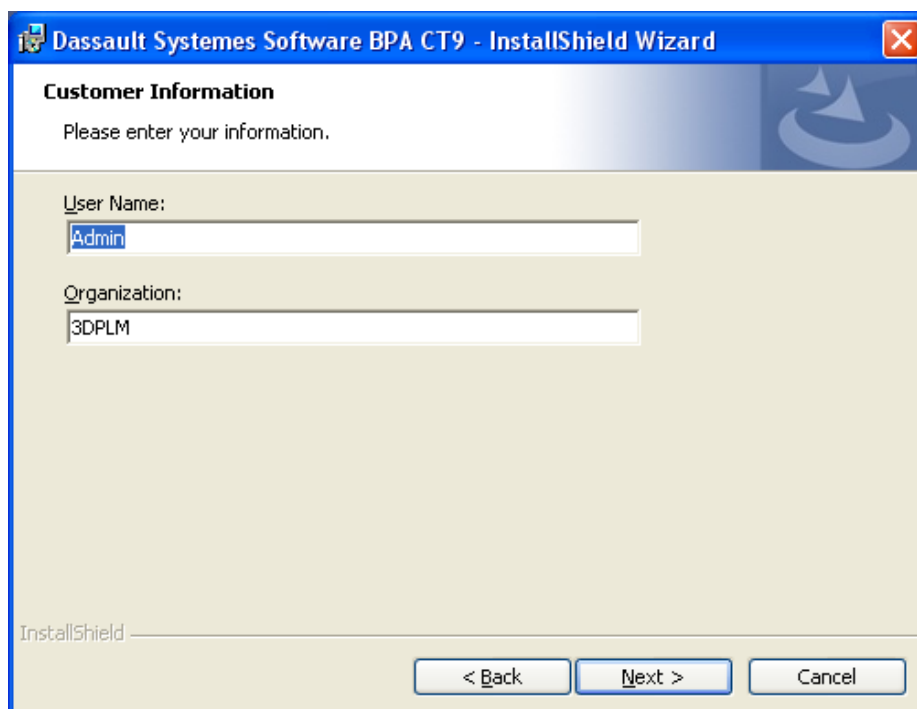 Dassault Systemes Software BPA CT9 - InstallShield Wizard
Customer Information
Please enter your information.
User Name:
Admin
Organization:
3DPLM
InstallShield
< Back
Next >
Cancel